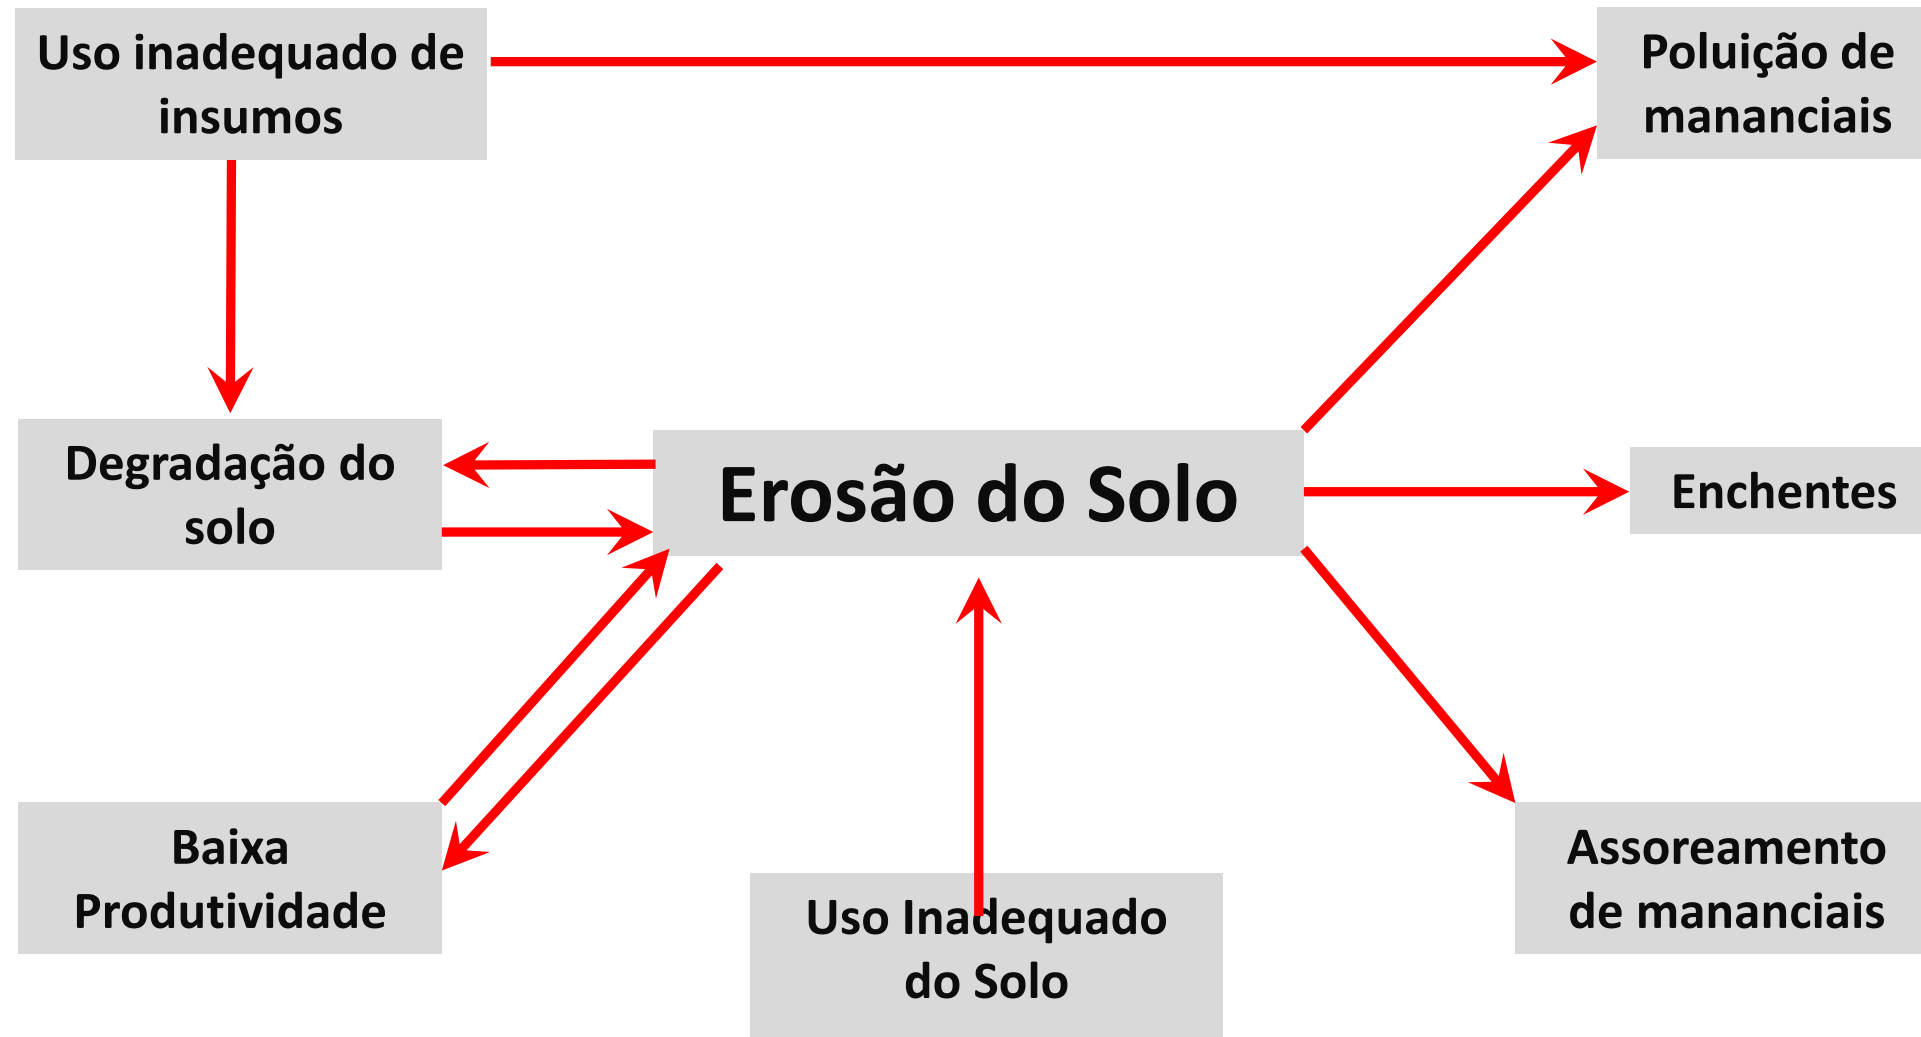 Uso inadequado de
insumos
Poluição de
mananciais
Degradação do
solo
Erosão do Solo
Enchentes
Baixa
Produtividade
Uso Inadequado
do Solo
Assoreamento
de mananciais